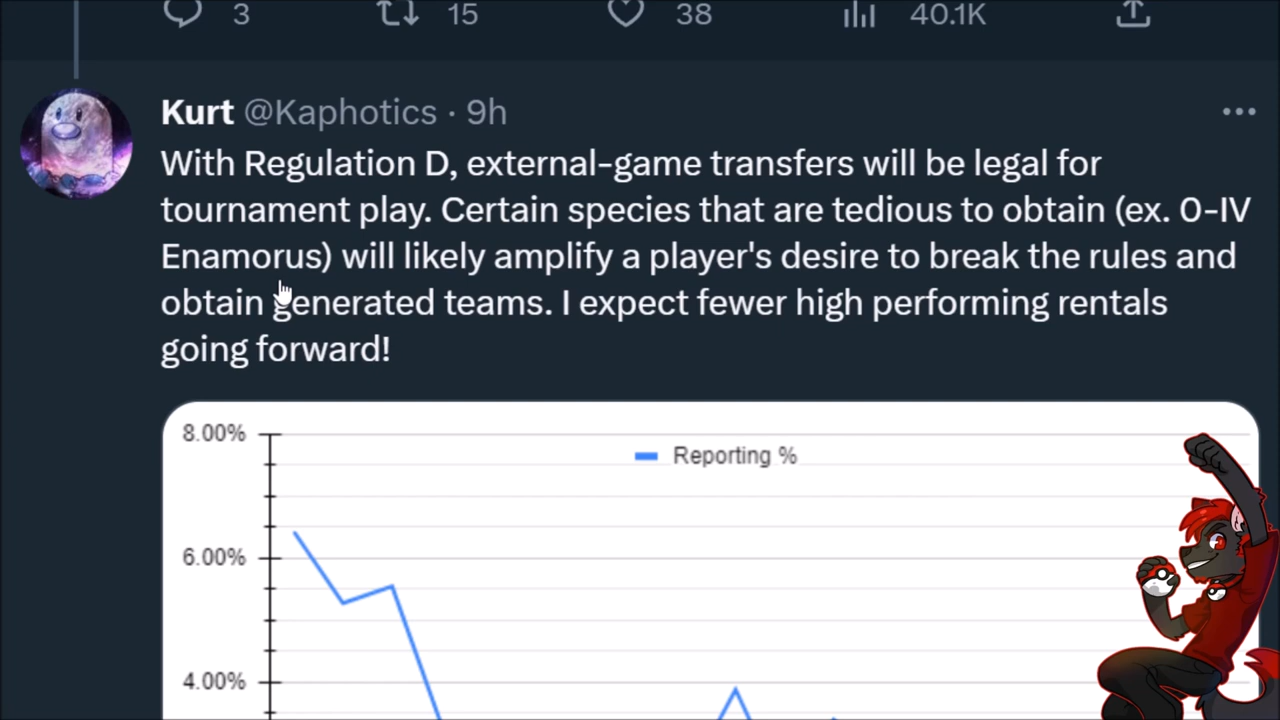 3 15 38 40.1K
Kurt @Kaphotics · 9h
With Regulation D, external-game transfers will be legal for
tournament play. Certain species that are tedious to obtain (ex. 0-IV
Enamorus) will likely amplify a player's desire to break the rules and
obtain generated teams. I expect fewer high performing rentals
going forward!
8.00%
Reporting %
6.00%
4.00%